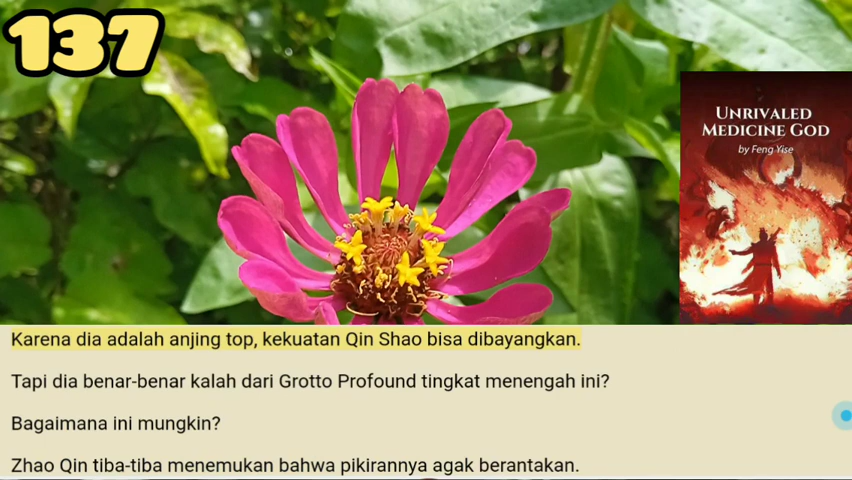 137
UNRIVALED
MEDICINE GOD
by Feng Yise
Karena dia adalah anjing top, kekuatan Qin Shao bisa dibayangkan.
Tapi dia benar-benar kalah dari Grotto Profound tingkat menengah ini?
Bagaimana ini mungkin?
Zhao Qin tiba-tiba menemukan bahwa pikirannya agak berantakan.